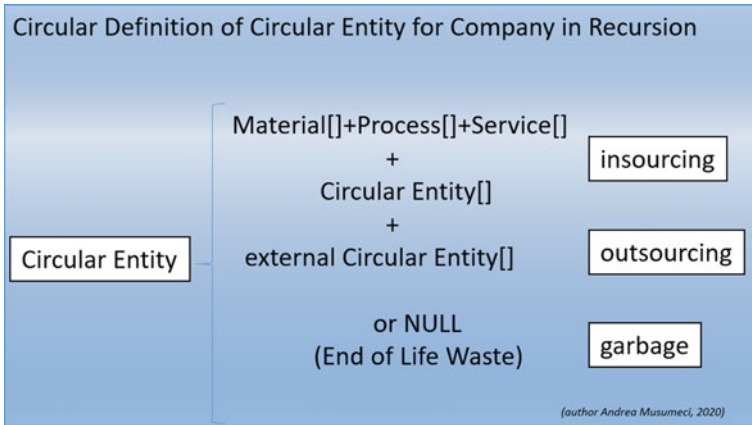 Circular Definition of Circular Entity for Company in Recursion
Material[]+Process[]+Service[]
+
insourcing
Circular Entity[]
+
Circular Entity
external Circular Entity[]
outsourcing
or NULL
(End of Life Waste)
garbage
(author Andrea Musumeci, 2020)